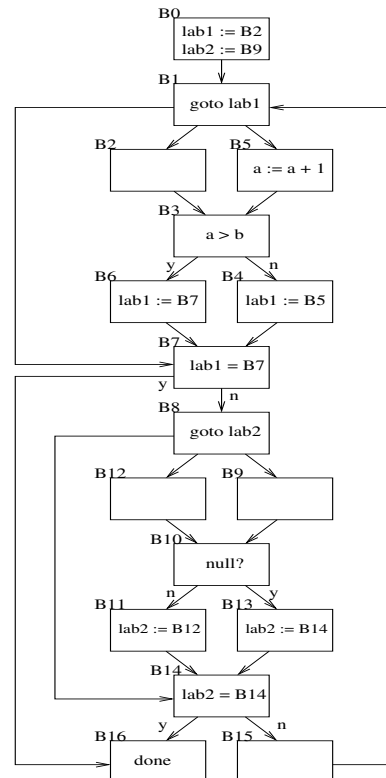 B0
lab1 := B2
lab2 := B9
B1
goto lab1
B2
B5
a := a + 1
B3
a > b
y
n
B6
B4
lab1 := B7
lab1 := B5
B7
lab1 = B7
y
n
B8
goto lab2
B12
B9
B10
null?
n
y
B11
B13
lab2 := B12
lab2 := B14
B14
lab2 = B14
y
n
B16
B15
done